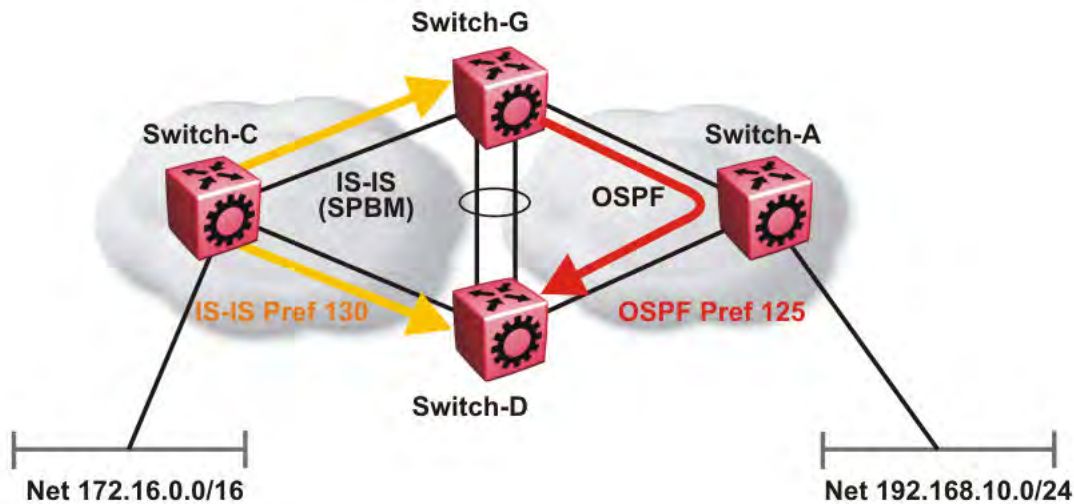 Switch-G
Switch-C
Switch-A
IS-IS
(SPBM)
OSPF
IS-IS Pref 130
OSPF Pref 125
Switch-D
Net 172.16.0.0/16
Net 192.168.10.0/24